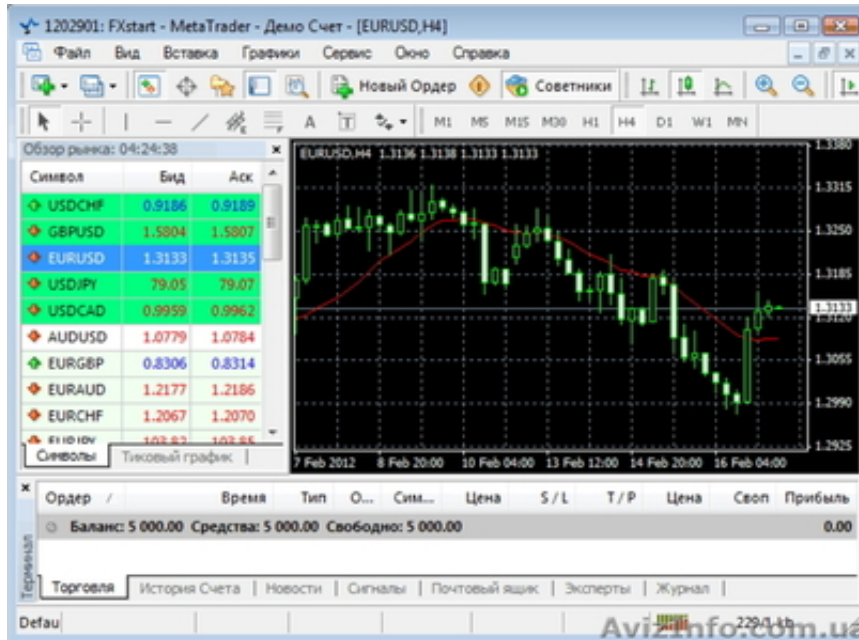 1202901: FXstart - MetaTrader - Демо Счет - [EURUSD,H4]
Файл Вид Вставка Графики Сервис Окно Справка
Новый Ордер Советники
A T M1 M5 M15 M30 H1 H4 D1 W1 MN
Обзор рынка: 04:24:38
Символ Бид Аск
USDCHF 0.9186 0.9189
GBPUSD 1.5804 1.5807
EURUSD 1.3133 1.3135
USDJPY 79.05 79.07
USDCAD 0.9959 0.9962
AUDUSD 1.0779 1.0784
EURGBP 0.8306 0.8314
EURAUD 1.2177 1.2186
EURCHF 1.2067 1.2070
EURJPY 103.82 103.85
Символы Тиковый график
EURUSD,H4 1.3136 1.3138 1.3133 1.3133
1.3380
1.3315
1.3250
1.3185
1.3133
1.3120
1.3055
1.2990
1.2925
7 Feb 2012 8 Feb 20:00 10 Feb 04:00 13 Feb 12:00 14 Feb 20:00 16 Feb 04:00
Ордер / Время Тип О... Сим... Цена S / L T / P Цена Своп Прибыль
Баланс: 5 000.00 Средства: 5 000.00 Свободно: 5 000.00 0.00
Терминал
Торговля История Счета Новости Сигналы Почтовый ящик Эксперты Журнал
Defau
AvizInfo.com.ua